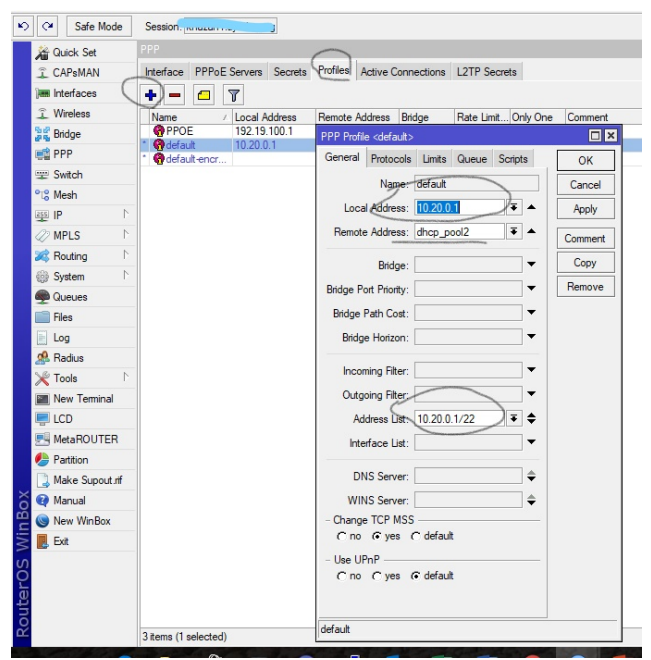 Safe Mode Session:
Quick Set
CAPsMAN
Interfaces
Wireless
Bridge
PPP
Switch
Mesh
IP
MPLS
Routing
System
Queues
Files
Log
Radius
Tools
New Terminal
LCD
MetaROUTER
Partition
Make Supout.rif
Manual
New WinBox
Exit
RouterOS WinBox
PPP
Interface PPPoE Servers Secrets Profiles Active Connections L2TP Secrets
Name / Local Address Remote Address Bridge Rate Limit... Only One Comment
PPOE 192.19.100.1
* default 10.20.0.1
* default-encr...
3 items (1 selected)
PPP Profile <default>
General Protocols Limits Queue Scripts
Name: default
Local Address: 10.20.0.1
Remote Address: dhcp_pool2
Bridge:
Bridge Port Priority:
Bridge Path Cost:
Bridge Horizon:
Incoming Filter:
Outgoing Filter:
Address List: 10.20.0.1/22
Interface List:
DNS Server:
WINS Server:
Change TCP MSS
no yes default
Use UPnP
no yes default
default
OK
Cancel
Apply
Comment
Copy
Remove